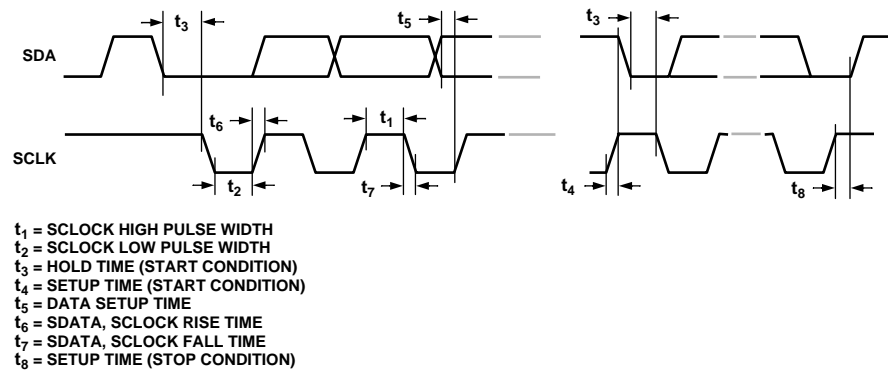 t3
t5
t3
SDA
t6
t1
SCLK
t2
t7
t4
t8
t1 = SCLOCK HIGH PULSE WIDTH
t2 = SCLOCK LOW PULSE WIDTH
t3 = HOLD TIME (START CONDITION)
t4 = SETUP TIME (START CONDITION)
t5 = DATA SETUP TIME
t6 = SDATA, SCLOCK RISE TIME
t7 = SDATA, SCLOCK FALL TIME
t8 = SETUP TIME (STOP CONDITION)